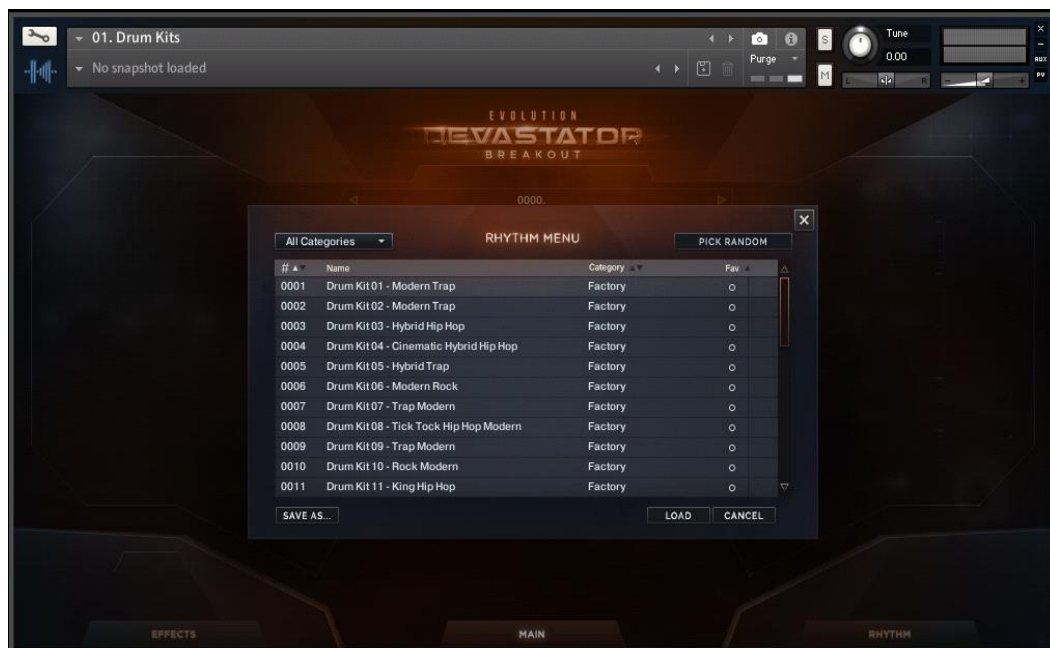 01. Drum Kits
S
Tune
AUX
No snapshot loaded
Purge
0.00
PV
M
L
R
EVOLUTION
DEVASTATOR
BREAKOUT
0000.
All Categories
RHYTHM MENU
PICK RANDOM
# Name Category Fav
0001 Drum Kit 01 - Modern Trap Factory
0002 Drum Kit 02 - Modern Trap Factory
0003 Drum Kit 03 - Hybrid Hip Hop Factory
0004 Drum Kit 04 - Cinematic Hybrid Hip Hop Factory
0005 Drum Kit 05 - Hybrid Trap Factory
0006 Drum Kit 06 - Modern Rock Factory
0007 Drum Kit 07 - Trap Modern Factory
0008 Drum Kit 08 - Tick Tock Hip Hop Modern Factory
0009 Drum Kit 09 - Trap Modern Factory
0010 Drum Kit 10 - Rock Modern Factory
0011 Drum Kit 11 - King Hip Hop Factory
SAVE AS...
LOAD
CANCEL
EFFECTS
MAIN
RHYTHM